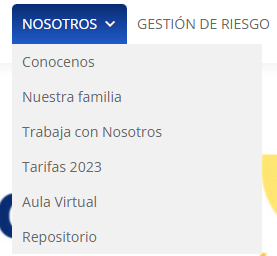 NOSOTROS GESTIÓN DE RIESGO
Conocenos
Nuestra familia
Trabaja con Nosotros
Tarifas 2023
Aula Virtual
Repositorio